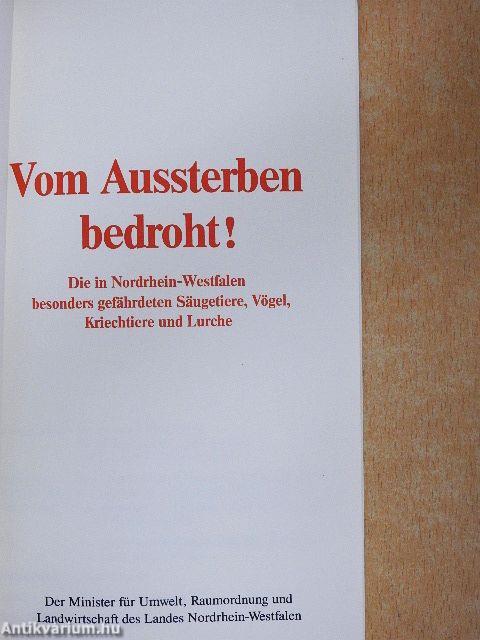 Vom Aussterben
bedroht!
Die in Nordrhein-Westfalen
besonders gefährdeten Säugetiere, Vögel,
Kriechtiere und Lurche
Der Minister für Umwelt, Raumordnung und
Landwirtschaft des Landes Nordrhein-Westfalen
Antikvarium.hu